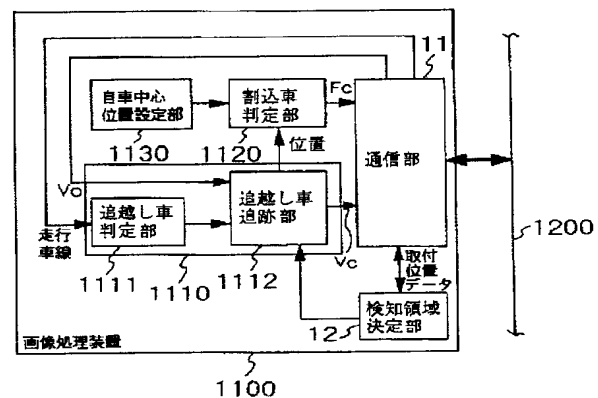 11
自車中心
位置設定部
1130
割込車
判定部
1120
Fc
通信部
位置
Vo
追越し車
判定部
1111
追越し車
追跡部
1112
1110
Vc
走行
車線
取付
位置
データ
検知領域
決定部
12
画像処理装置
1100
1200